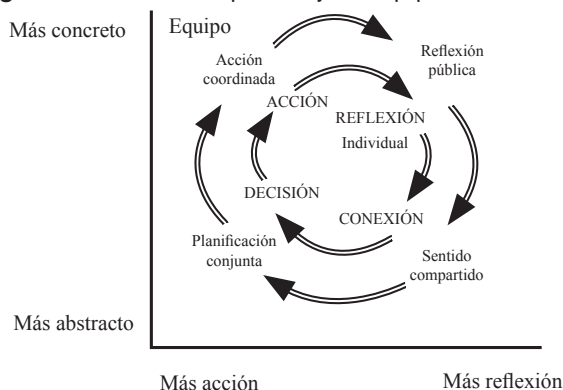 Más concreto
Equipo
Acción
coordinada
Reflexión
pública
ACCIÓN
REFLEXIÓN
Individual
DECISIÓN
CONEXIÓN
Planificación
conjunta
Sentido
compartido
Más abstracto
Más acción
Más reflexión